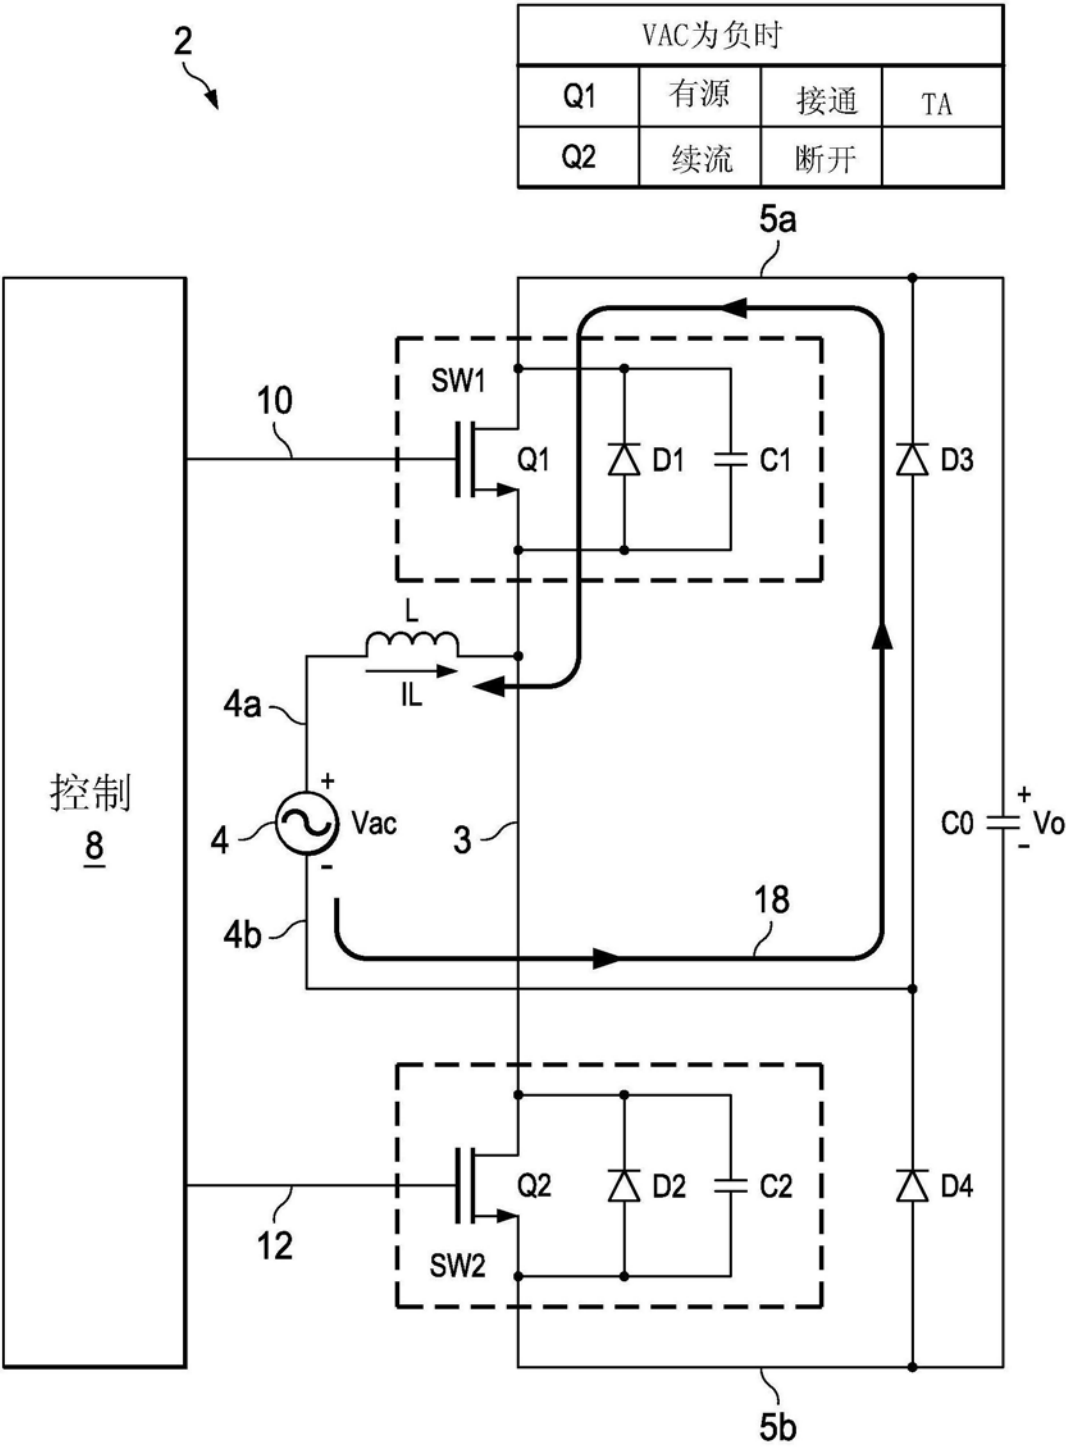 2
VAC为负时
Q1 有源 接通 TA
Q2 续流 断开
5a
SW1
10
Q1 D1 C1 D3
L
IL
4a
+
控制
8
4 Vac
3
C0 + Vo
-
-
4b
18
Q2 D2 C2 D4
12
SW2
5b